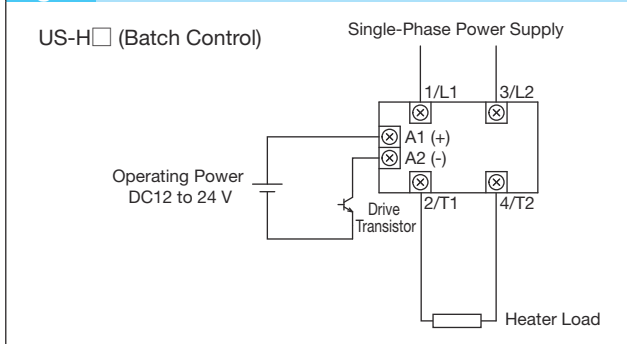 US-H□ (Batch Control)
Single-Phase Power Supply
1/L1
3/L2
A1 (+)
A2 (-)
Operating Power
DC12 to 24 V
Drive
Transistor
2/T1
4/T2
Heater Load